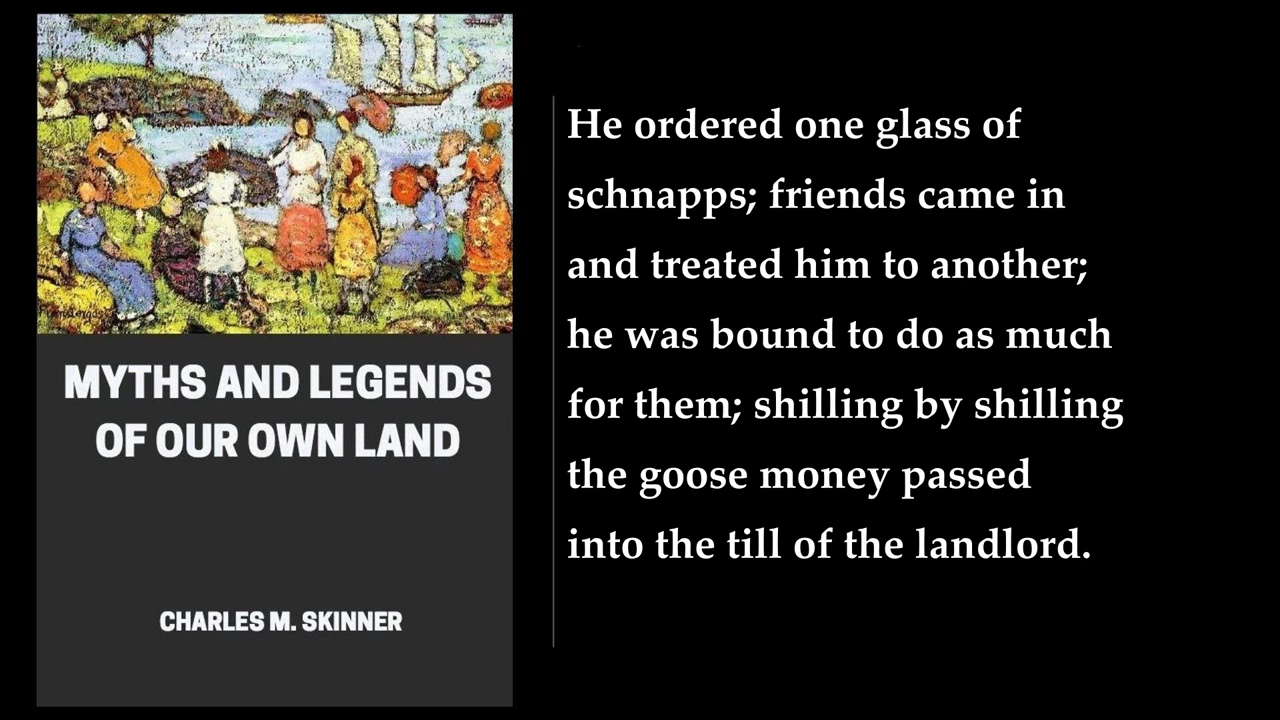 MYTHS AND LEGENDS
OF OUR OWN LAND
CHARLES M. SKINNER
He ordered one glass of
schnapps; friends came in
and treated him to another;
he was bound to do as much
for them; shilling by shilling
the goose money passed
into the till of the landlord.